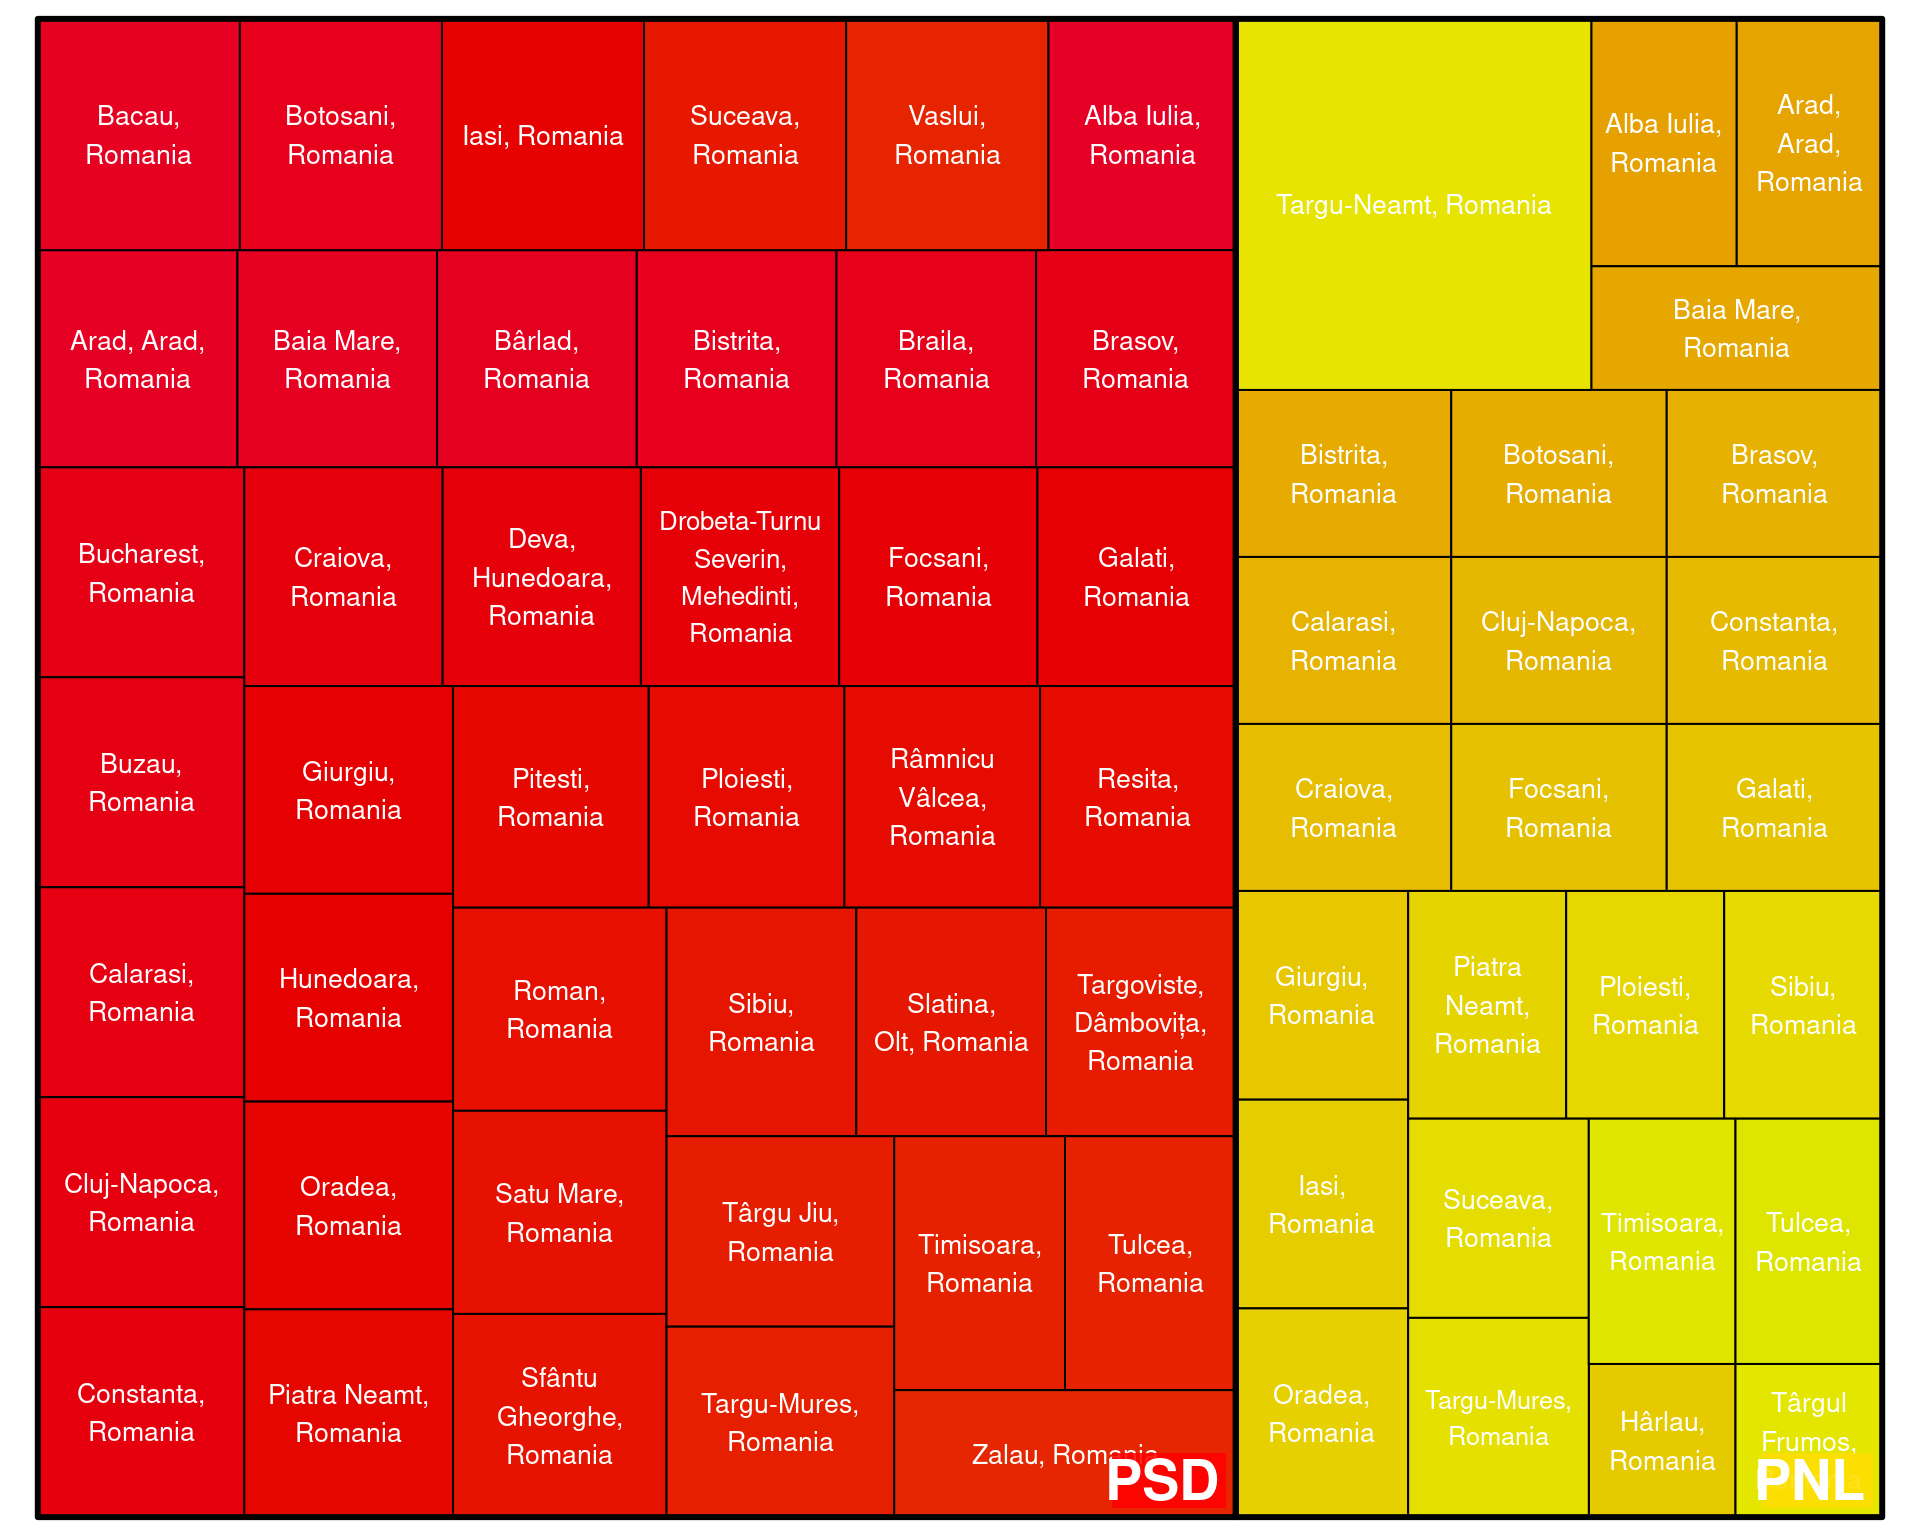 Bacau,
Romania
Botosani,
Romania
Iasi, Romania
Suceava,
Romania
Vaslui,
Romania
Alba Iulia,
Romania
Arad, Arad,
Romania
Baia Mare,
Romania
Bârlad,
Romania
Bistrita,
Romania
Braila,
Romania
Brasov,
Romania
Bucharest,
Romania
Craiova,
Romania
Deva,
Hunedoara,
Romania
Drobeta-Turnu
Severin,
Mehedinti,
Romania
Focsani,
Romania
Galati,
Romania
Buzau,
Romania
Giurgiu,
Romania
Pitesti,
Romania
Ploiesti,
Romania
Râmnicu
Vâlcea,
Romania
Resita,
Romania
Calarasi,
Romania
Hunedoara,
Romania
Roman,
Romania
Sibiu,
Romania
Slatina,
Olt, Romania
Targoviste,
Dâmbovița,
Romania
Cluj-Napoca,
Romania
Oradea,
Romania
Satu Mare,
Romania
Târgu Jiu,
Romania
Timisoara,
Romania
Tulcea,
Romania
Constanta,
Romania
Piatra Neamt,
Romania
Sfântu
Gheorghe,
Romania
Targu-Mures,
Romania
Zalau, Romania
PSD
Targu-Neamt, Romania
Alba Iulia,
Romania
Arad,
Arad,
Romania
Baia Mare,
Romania
Bistrita,
Romania
Botosani,
Romania
Brasov,
Romania
Calarasi,
Romania
Cluj-Napoca,
Romania
Constanta,
Romania
Craiova,
Romania
Focsani,
Romania
Galati,
Romania
Giurgiu,
Romania
Piatra
Neamt,
Romania
Ploiesti,
Romania
Sibiu,
Romania
Iasi,
Romania
Suceava,
Romania
Timisoara,
Romania
Tulcea,
Romania
Oradea,
Romania
Targu-Mures,
Romania
Hârlau,
Romania
Târgul
Frumos,
PNL